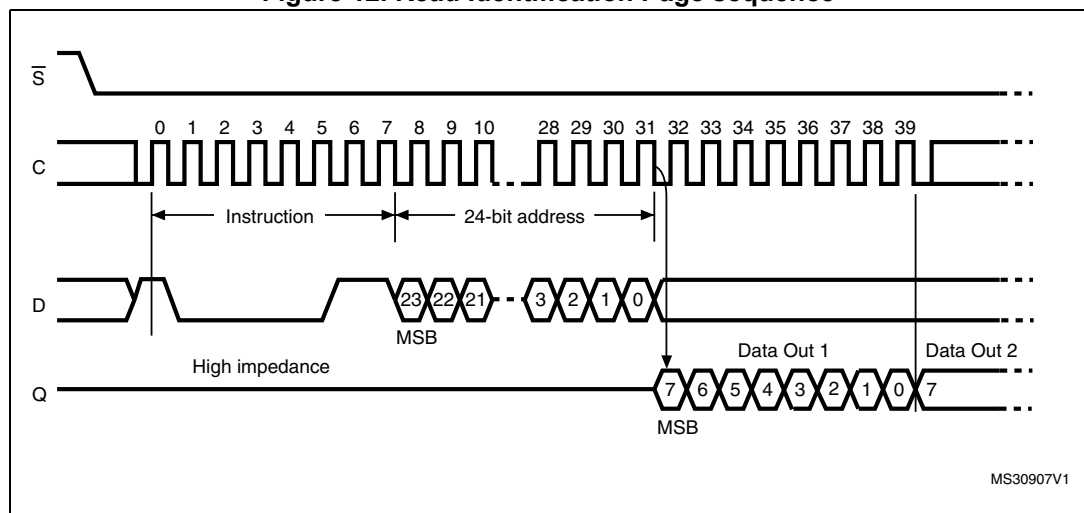 Figure 12. Read Identification Page sequence
S
0 1 2 3 4 5 6 7 8 9 10 28 29 30 31 32 33 34 35 36 37 38 39
C
Instruction 24-bit address
D 23 22 21 3 2 1 0
MSB
High impedance Data Out 1 Data Out 2
Q 7 6 5 4 3 2 1 0 7
MSB
MS30907V1